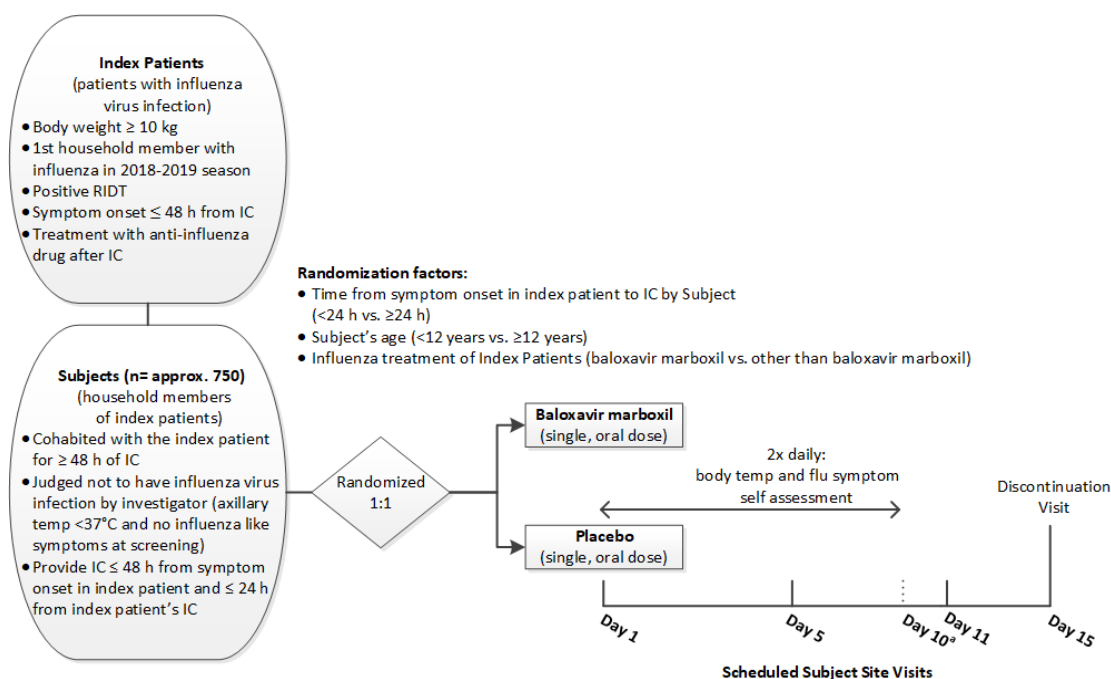 Index Patients
(patients with influenza
virus infection)
● Body weight ≥ 10 kg
● 1st household member with
influenza in 2018-2019 season
● Positive RIDT
● Symptom onset ≤ 48 h from IC
● Treatment with anti-influenza
drug after IC
Randomization factors:
● Time from symptom onset in index patient to IC by Subject
(<24 h vs. ≥24 h)
● Subject's age (<12 years vs. ≥12 years)
● Influenza treatment of Index Patients (baloxavir marboxil vs. other than baloxavir marboxil)
Subjects (n= approx. 750)
(household members
of index patients)
● Cohabited with the index patient
for ≥ 48 h of IC
● Judged not to have influenza virus
infection by investigator (axillary
temp <37°C and no influenza like
symptoms at screening)
● Provide IC ≤ 48 h from symptom
onset in index patient and ≤ 24 h
from index patient's IC
Randomized
1:1
Baloxavir marboxil
(single, oral dose)
Placebo
(single, oral dose)
2x daily:
body temp and flu symptom
self assessment
Discontinuation
Visit
Day 1
Day 5
Day 10ª
Day 11
Day 15
Scheduled Subject Site Visits